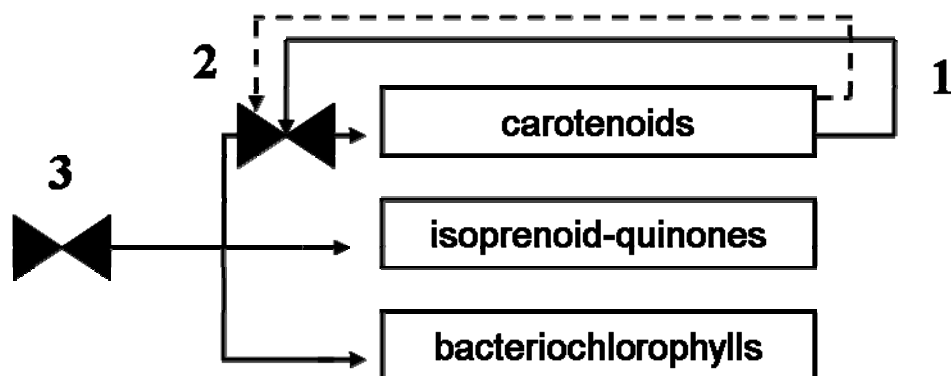 2
1
carotenoids
3
isoprenoid-quinones
bacteriochlorophylls